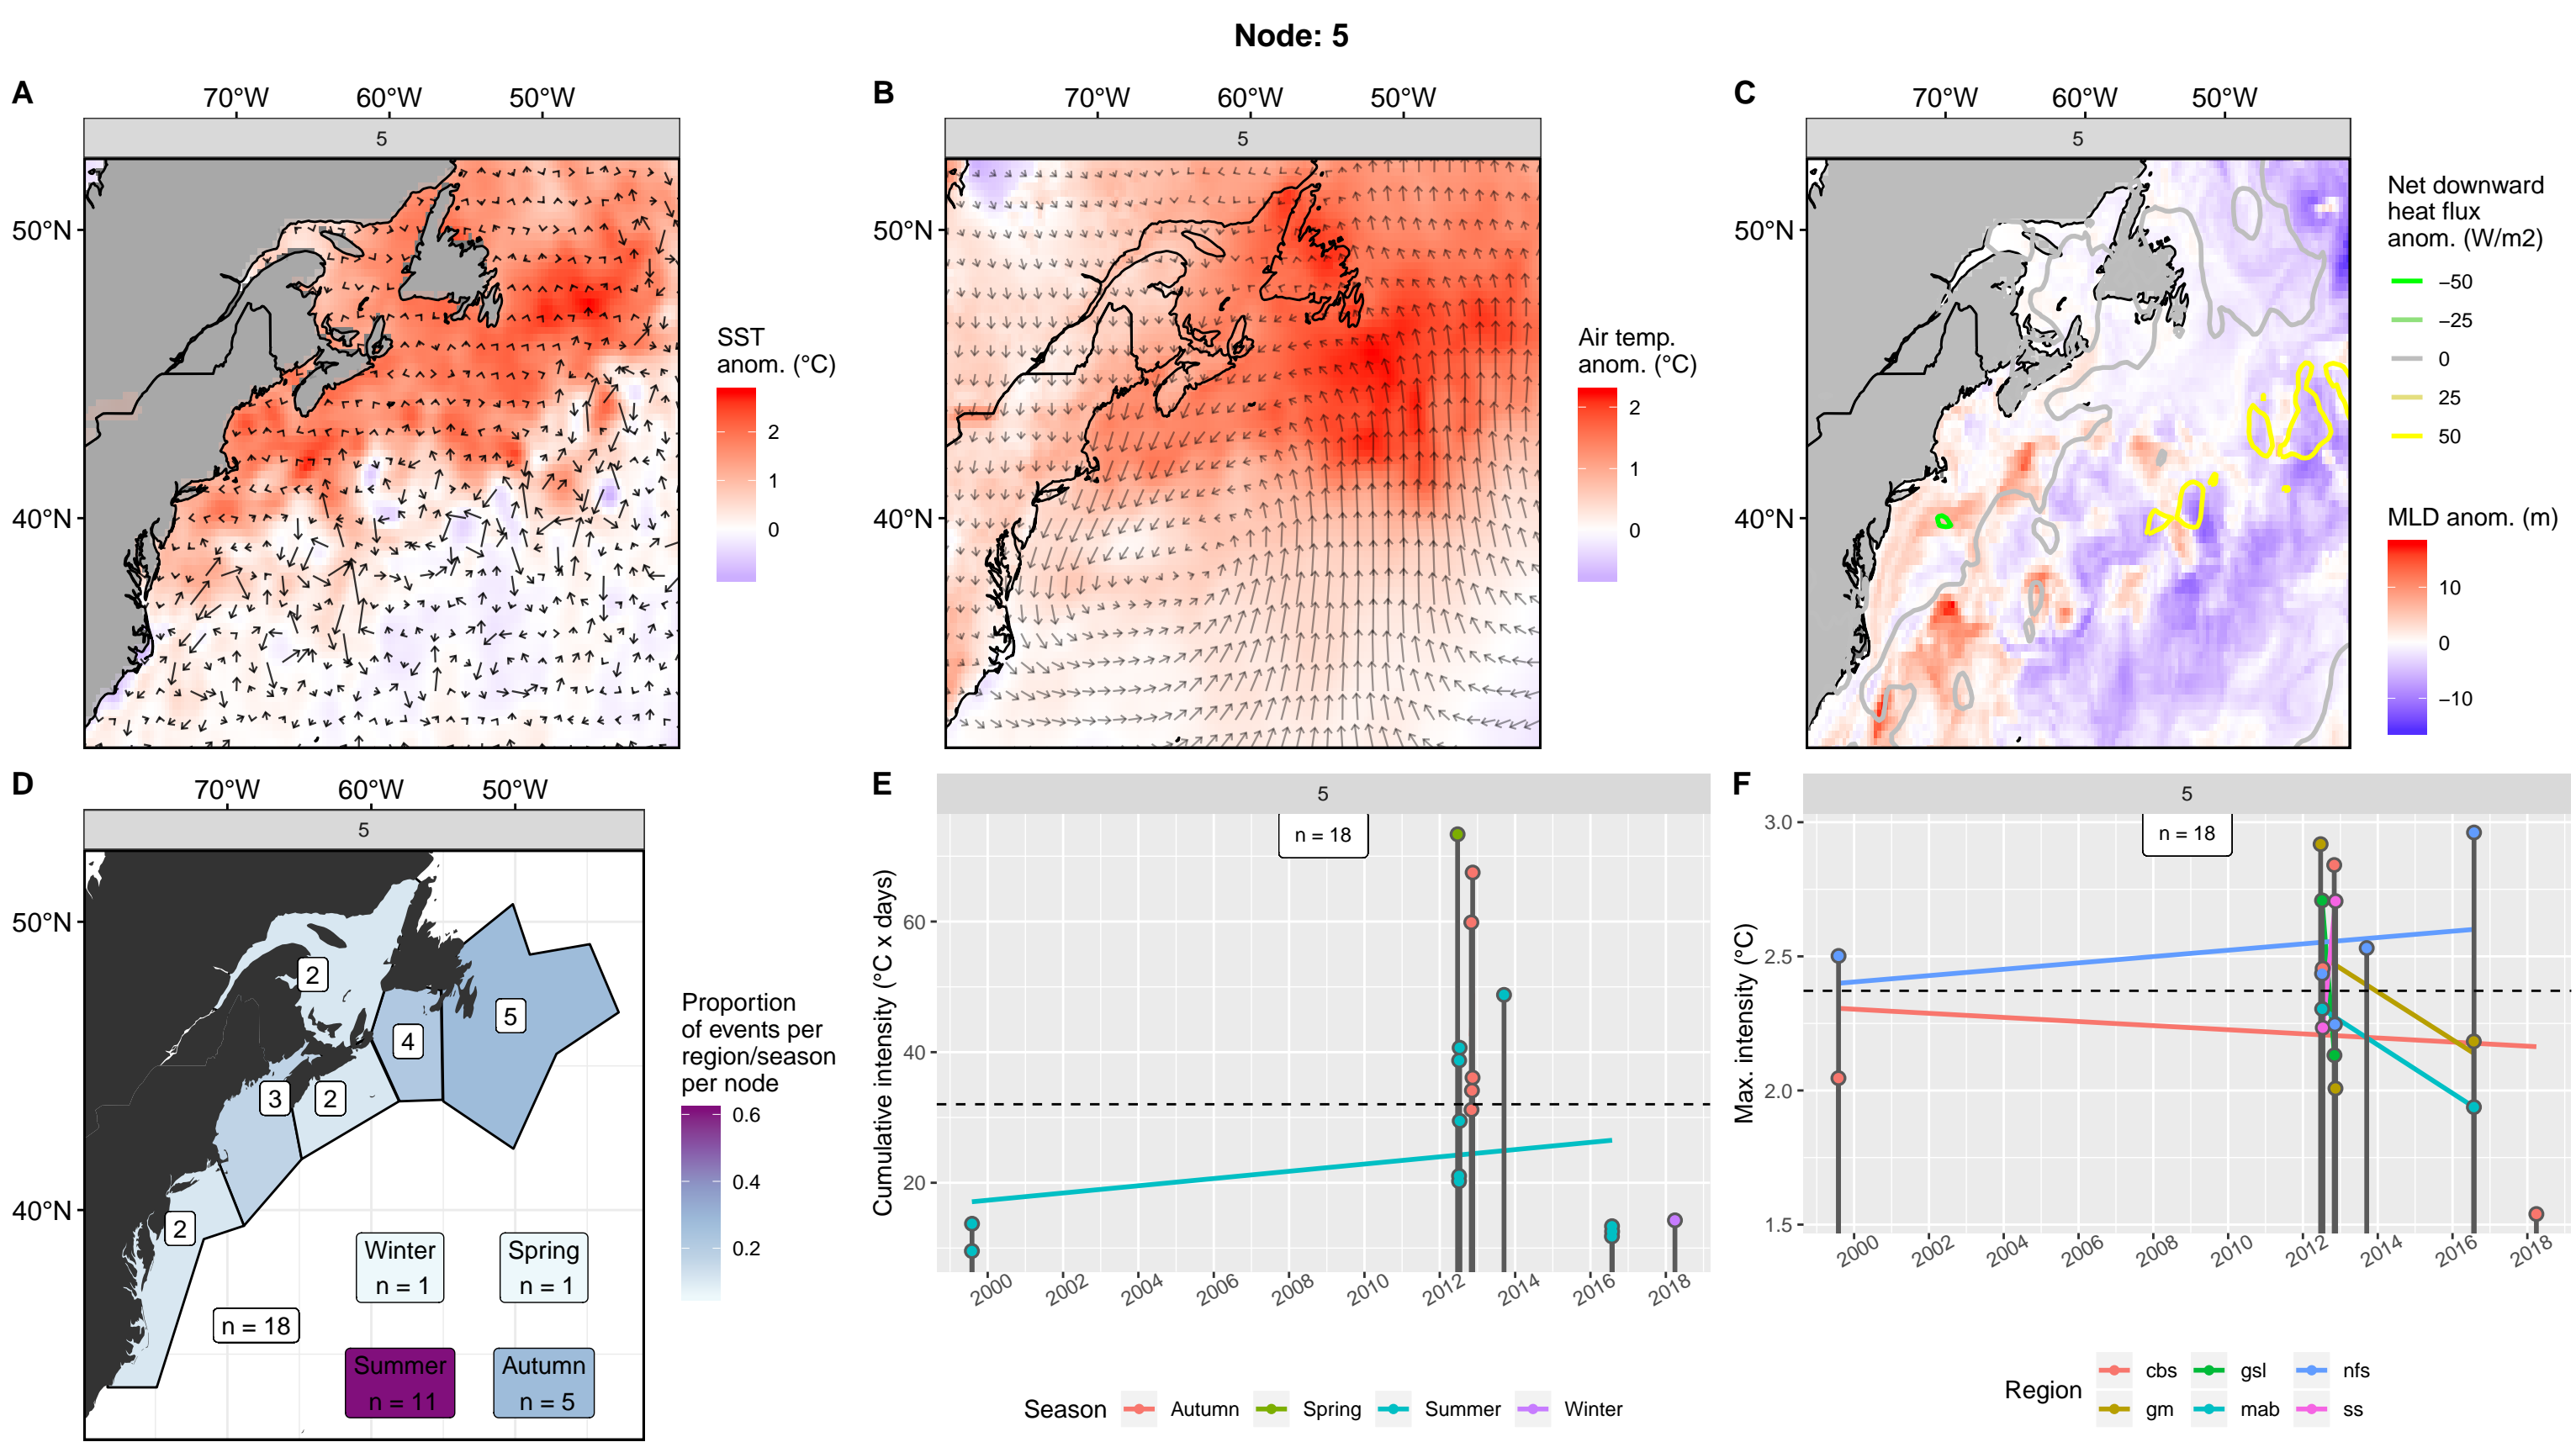 Node: 5
A
70°W 60°W 50°W
5
50°N
40°N
SST
anom. (°C)
2
1
0
B
70°W 60°W 50°W
5
50°N
40°N
Air temp.
anom. (°C)
2
1
0
C
70°W 60°W 50°W
5
50°N
40°N
Net downward
heat flux
anom. (W/m2)
−50
−25
0
25
50
MLD anom. (m)
10
0
−10
D
70°W 60°W 50°W
5
50°N
40°N
2
4
5
3
2
2
Winter
n = 1
Spring
n = 1
n = 18
Summer
n = 11
Autumn
n = 5
Proportion
of events per
region/season
per node
0.6
0.4
0.2
E
5
n = 18
Cumulative intensity (°C x days)
60
40
20
2000 2002 2004 2006 2008 2010 2012 2014 2016 2018
Season Autumn Spring Summer Winter
F
5
n = 18
Max. intensity (°C)
3.0
2.5
2.0
1.5
2000 2002 2004 2006 2008 2010 2012 2014 2016 2018
Region
cbs gsl nfs
gm mab ss